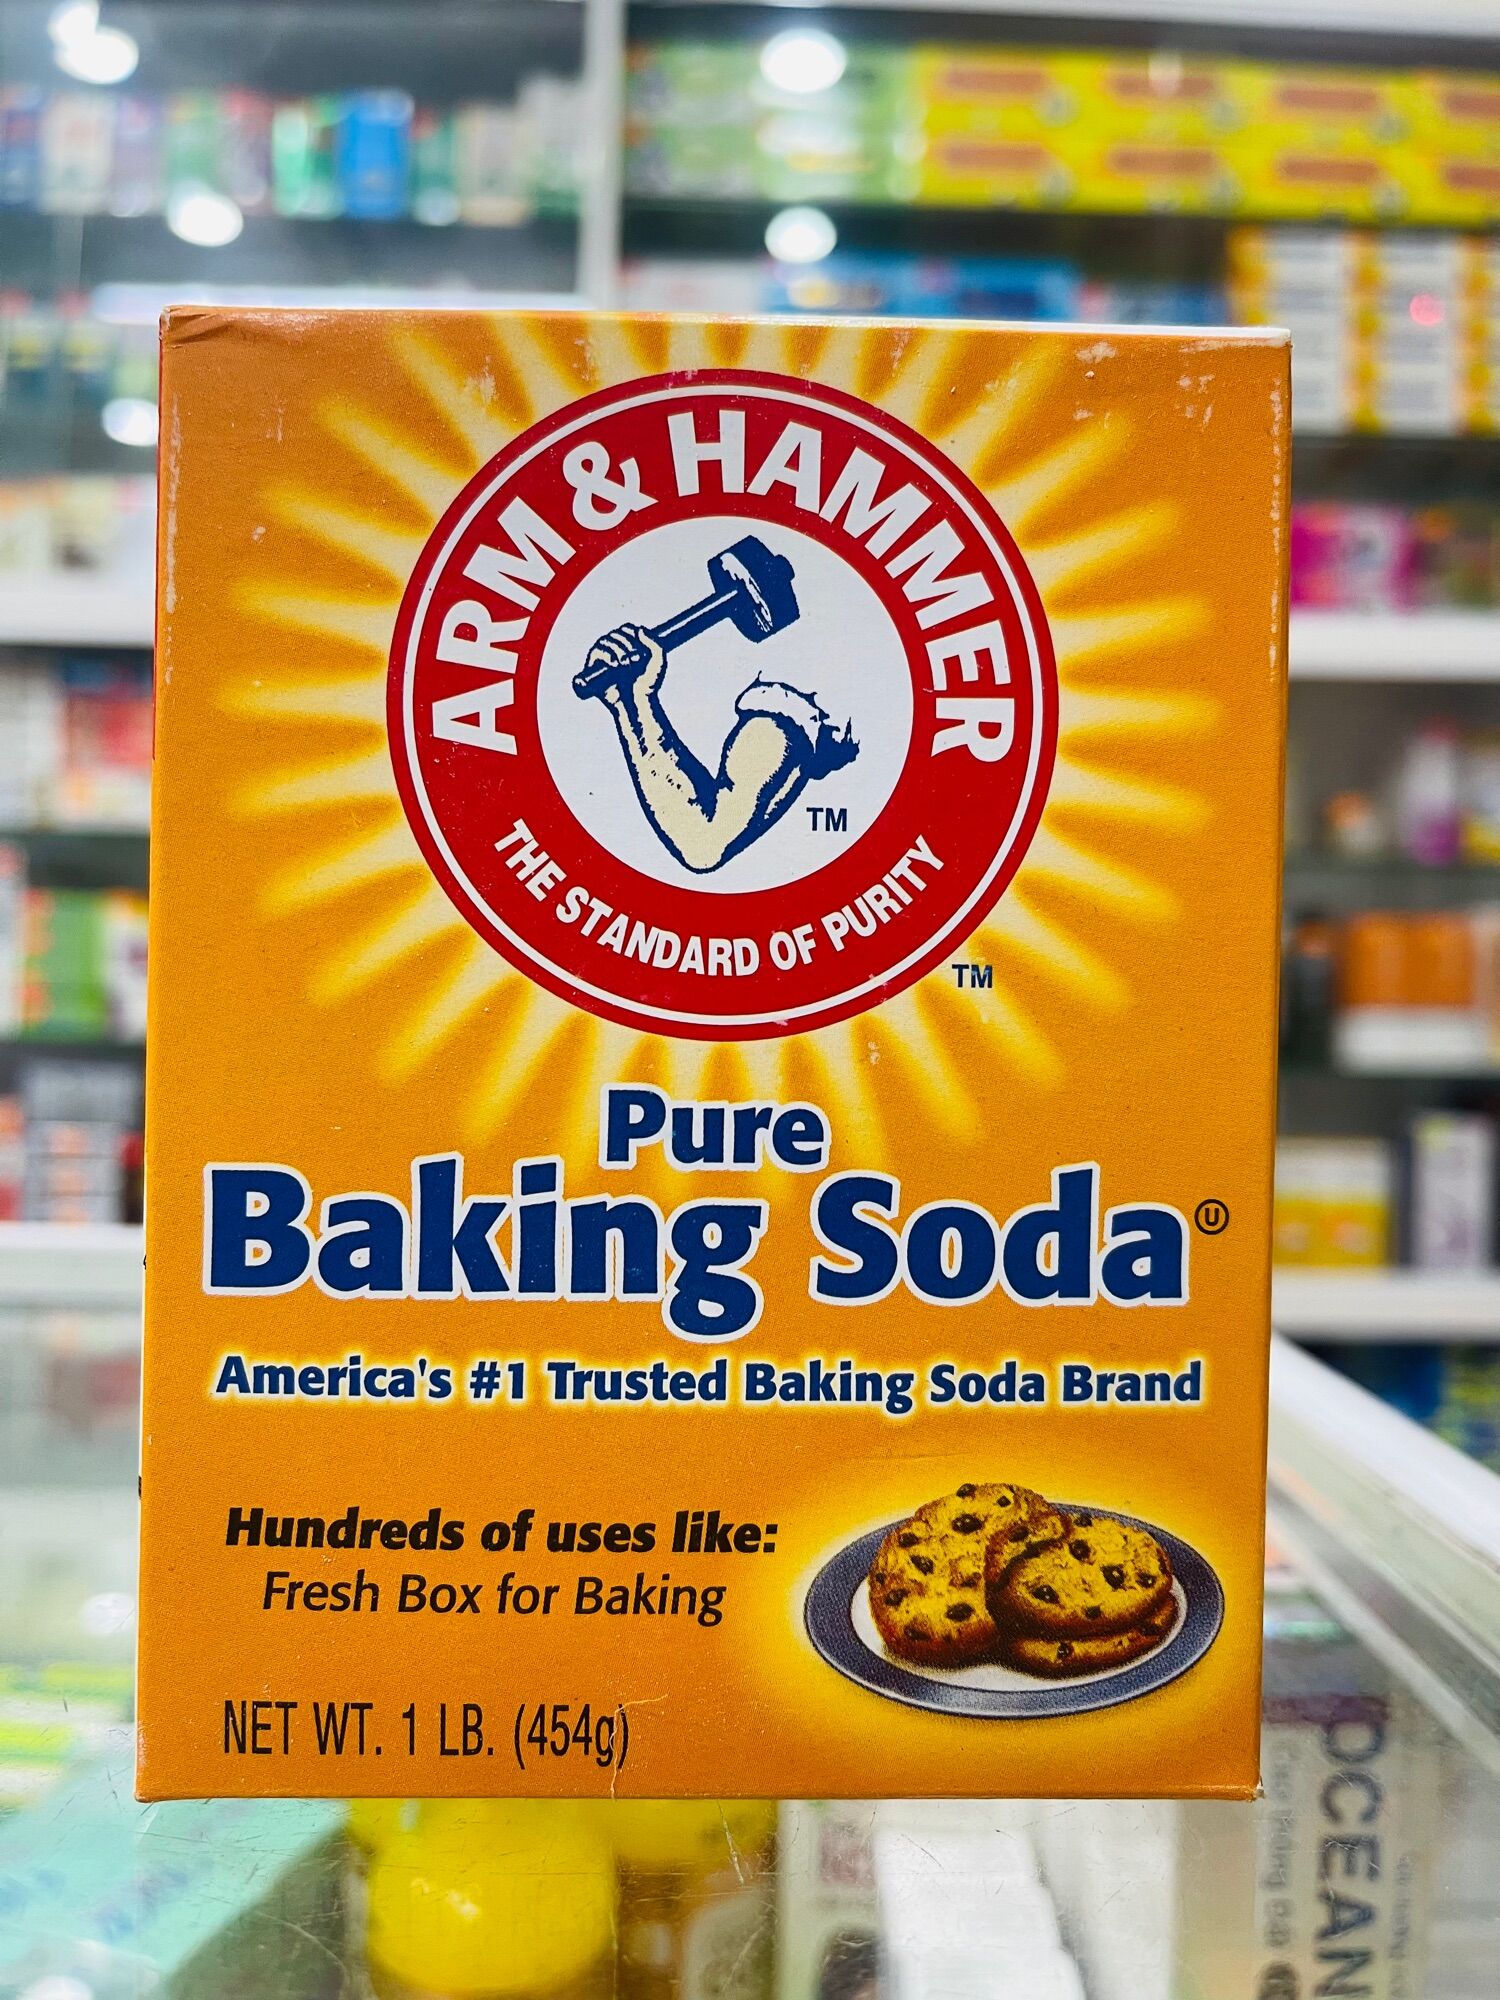 ARM & HAMMER
TM
THE STANDARD OF PURITY
TM
Pure
Baking Soda Ⓤ
America's #1 Trusted Baking Soda Brand
Hundreds of uses like:
Fresh Box for Baking
NET WT. 1 LB. (454g)
OCEAN